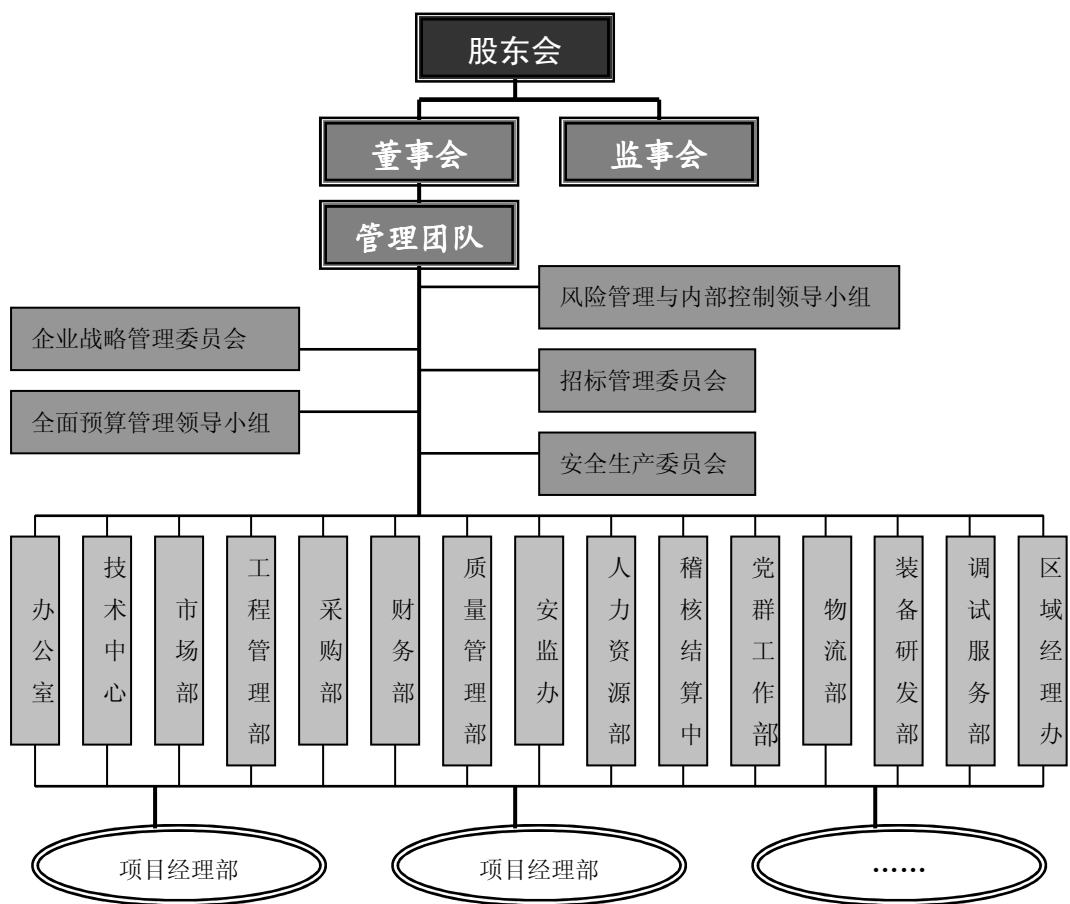 股东会
董事会
监事会
管理团队
风险管理与内部控制领导小组
企业战略管理委员会
招标管理委员会
全面预算管理领导小组
安全生产委员会
办公室
技术中心
市场部
工程管理部
采购部
财务部
质量管理部
安监办
人力资源部
稽核结算中
党群工作部
物流部
装备研发部
调试服务部
区域经理办
项目经理部
项目经理部
……